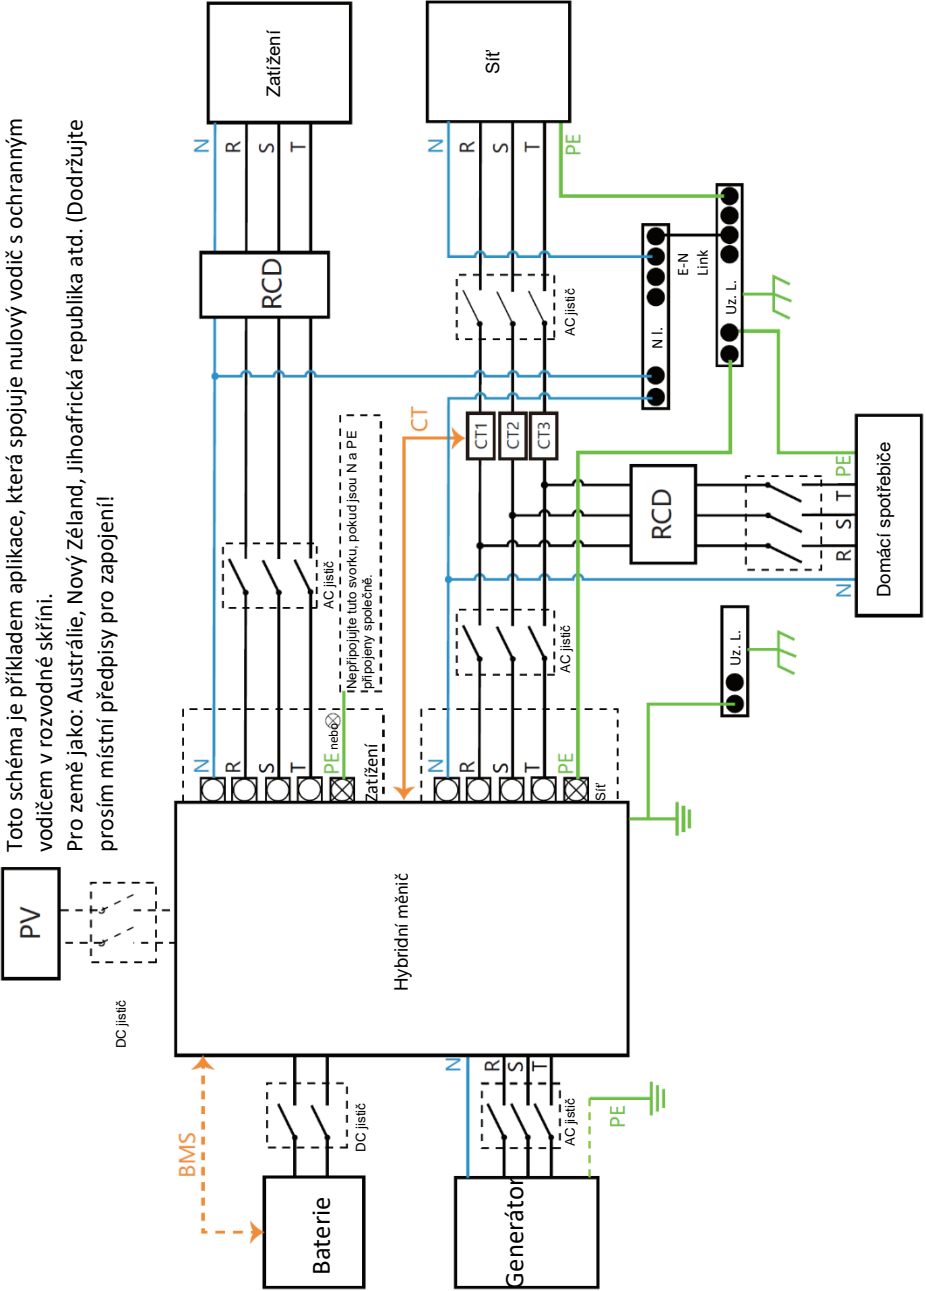 Toto schéma je příkladem aplikace, která spojuje nulový vodič s ochranným
vodičem v rozvodné skříni.
Pro země jako: Austrálie, Nový Zéland, Jihoafrická republika atd. (Dodržujte
prosím místní předpisy pro zapojení!
PV
DC jistič
Hybridní měnič
BMS
Baterie
DC jistič
Generátor
N
R
S
T
AC jistič
PE
Zatížení
N
R
S
T
RCD
AC jistič
N
R
S
T
PE
nebo
Zatížení
Nepřipojujte tuto svorku, pokud jsou N a PE
připojeny společně.
CT
Síť
N
R
S
T
PE
AC jistič
CT1
CT2
CT3
AC jistič
N
R
S
T
PE
Síť
N l.
E-N
Link
Uz. L.
RCD
N
R
S
T
PE
Domácí spotřebiče
Uz. L.